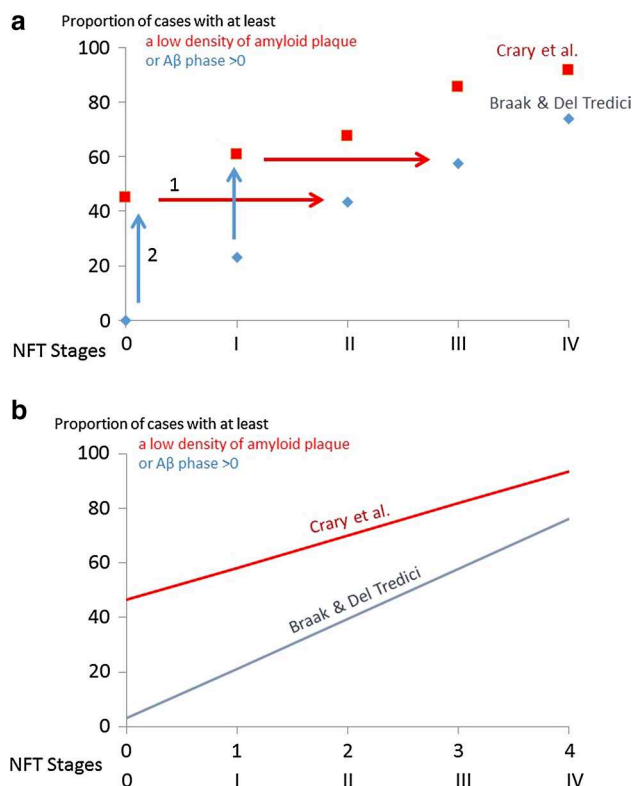 a
Proportion of cases with at least
a low density of amyloid plaque
or Aβ phase >0
100
80
60
40
20
0
Crary et al.
Braak & Del Tredici
1
2
0 I II III IV
NFT Stages
b
Proportion of cases with at least
a low density of amyloid plaque
or Aβ phase >0
100
80
60
40
20
0
Crary et al.
Braak & Del Tredici
0 1 2 3 4
NFT Stages
0 I II III IV